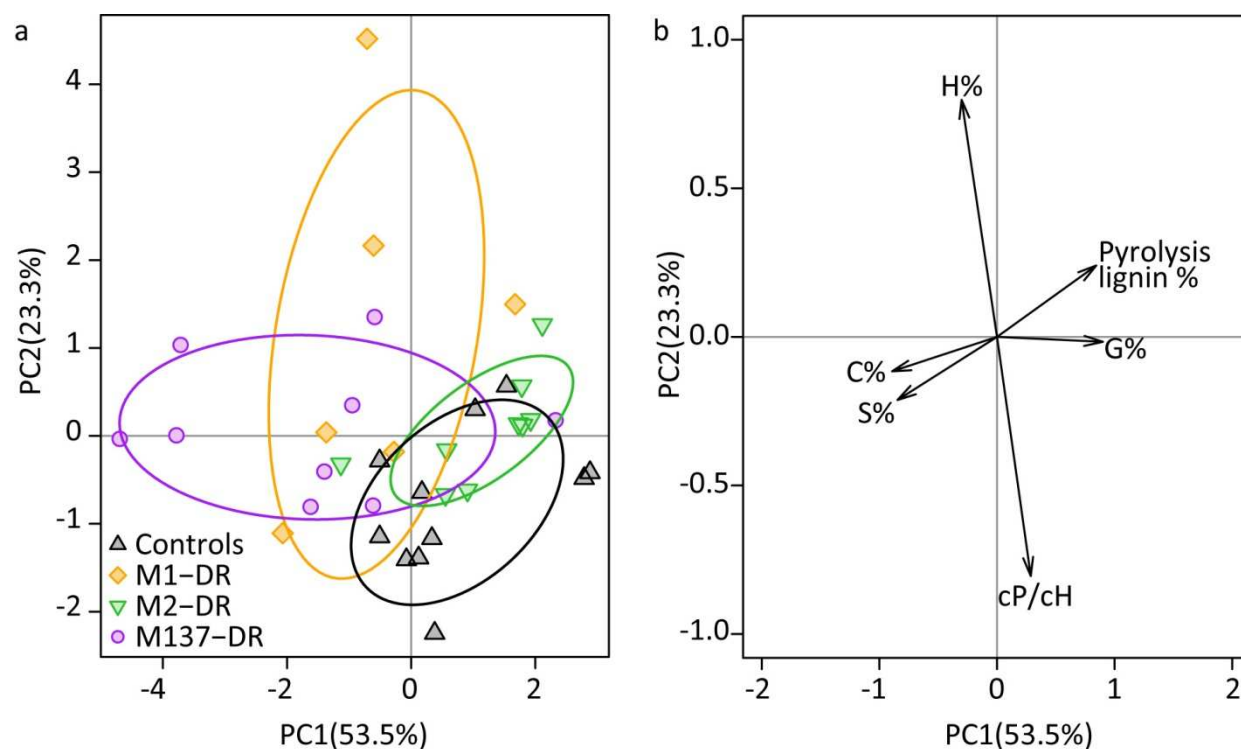 a
PC2(23.3%)
4
3
2
1
0
-1
-2
Controls
M1−DR
M2−DR
M137−DR
-4
-2
0
2
PC1(53.5%)
b
PC2(23.3%)
1.0
0.5
0.0
-0.5
-1.0
H%
Pyrolysis
lignin %
G%
C%
S%
cP/cH
-2
-1
0
1
2
PC1(53.5%)